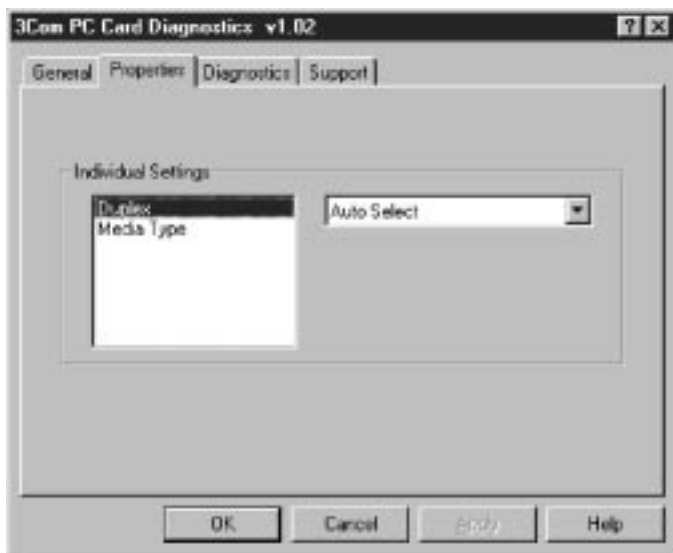 3Com PC Card Diagnostics v1.02
General Properties Diagnostics Support
Individual Settings
Duplex Auto Select
Media Type
OK Cancel Apply Help